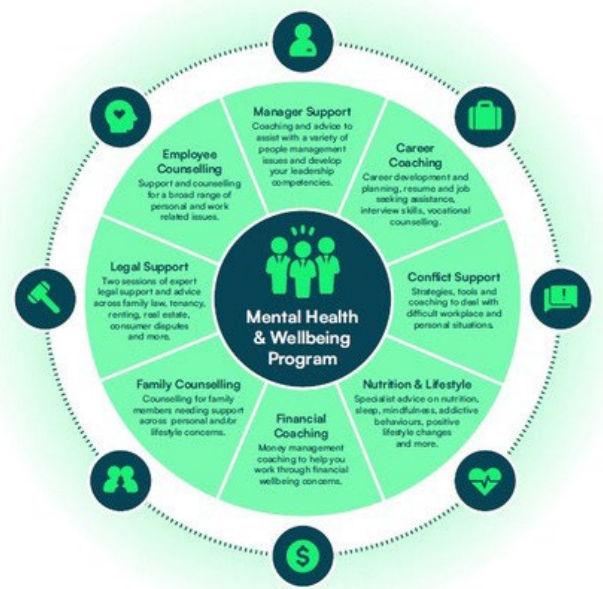 Manager Support
Coaching and advice to
assist with a variety of
people management
issues and develop
your leadership
competencies.
Career
Coaching
Career development and
planning, resume and job
seeking assistance,
interview skills, vocational
counselling.
Conflict Support
Strategies, tools and
coaching to deal with
difficult workplace and
personal situations.
Nutrition & Lifestyle
Specialist advice on nutrition,
sleep, mindfulness, addictive
behaviours, positive
lifestyle changes
and more.
Financial
Coaching
Money management
coaching to help you
work through financial
wellbeing concerns.
Family Counselling
Counselling for family
members needing support
across personal and/or
lifestyle concerns.
Legal Support
Two sessions of expert
legal support and advice
across family law, tenancy,
renting, real estate,
consumer disputes
and more.
Employee
Counselling
Support and counselling
for a broad range of
personal and work
related issues.
Mental Health
& Wellbeing
Program